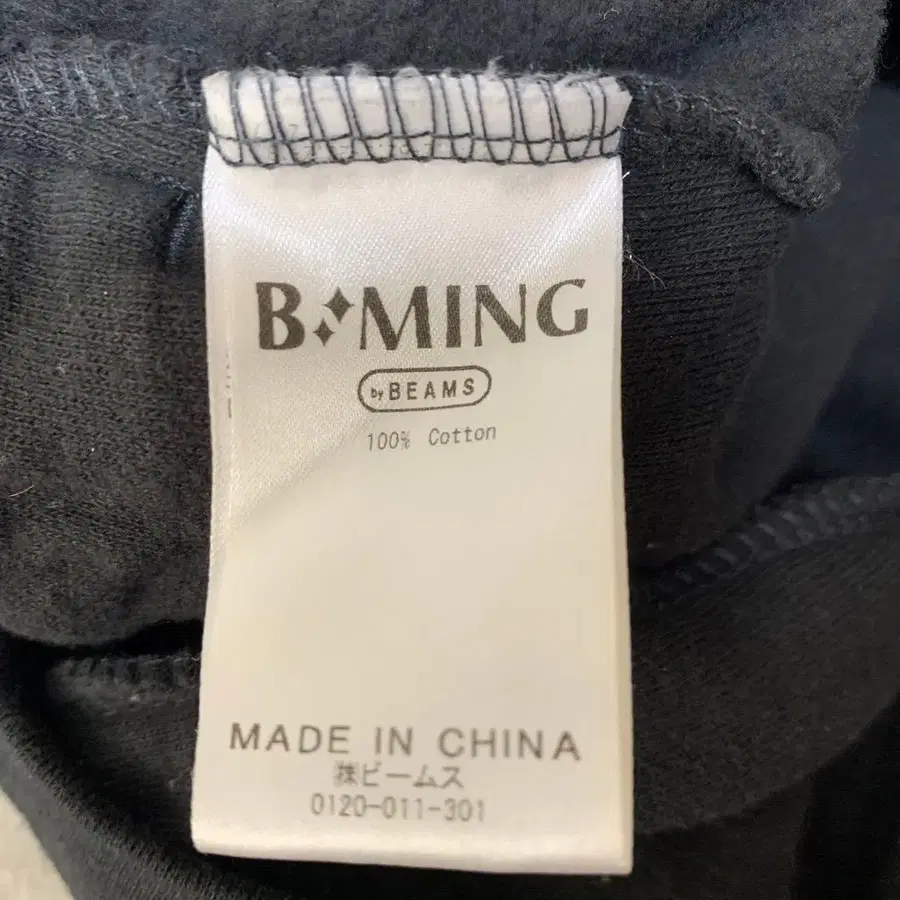 B MING
by BEAMS
100% Cotton
MADE IN CHINA
㈱ビームス
0120-011-301